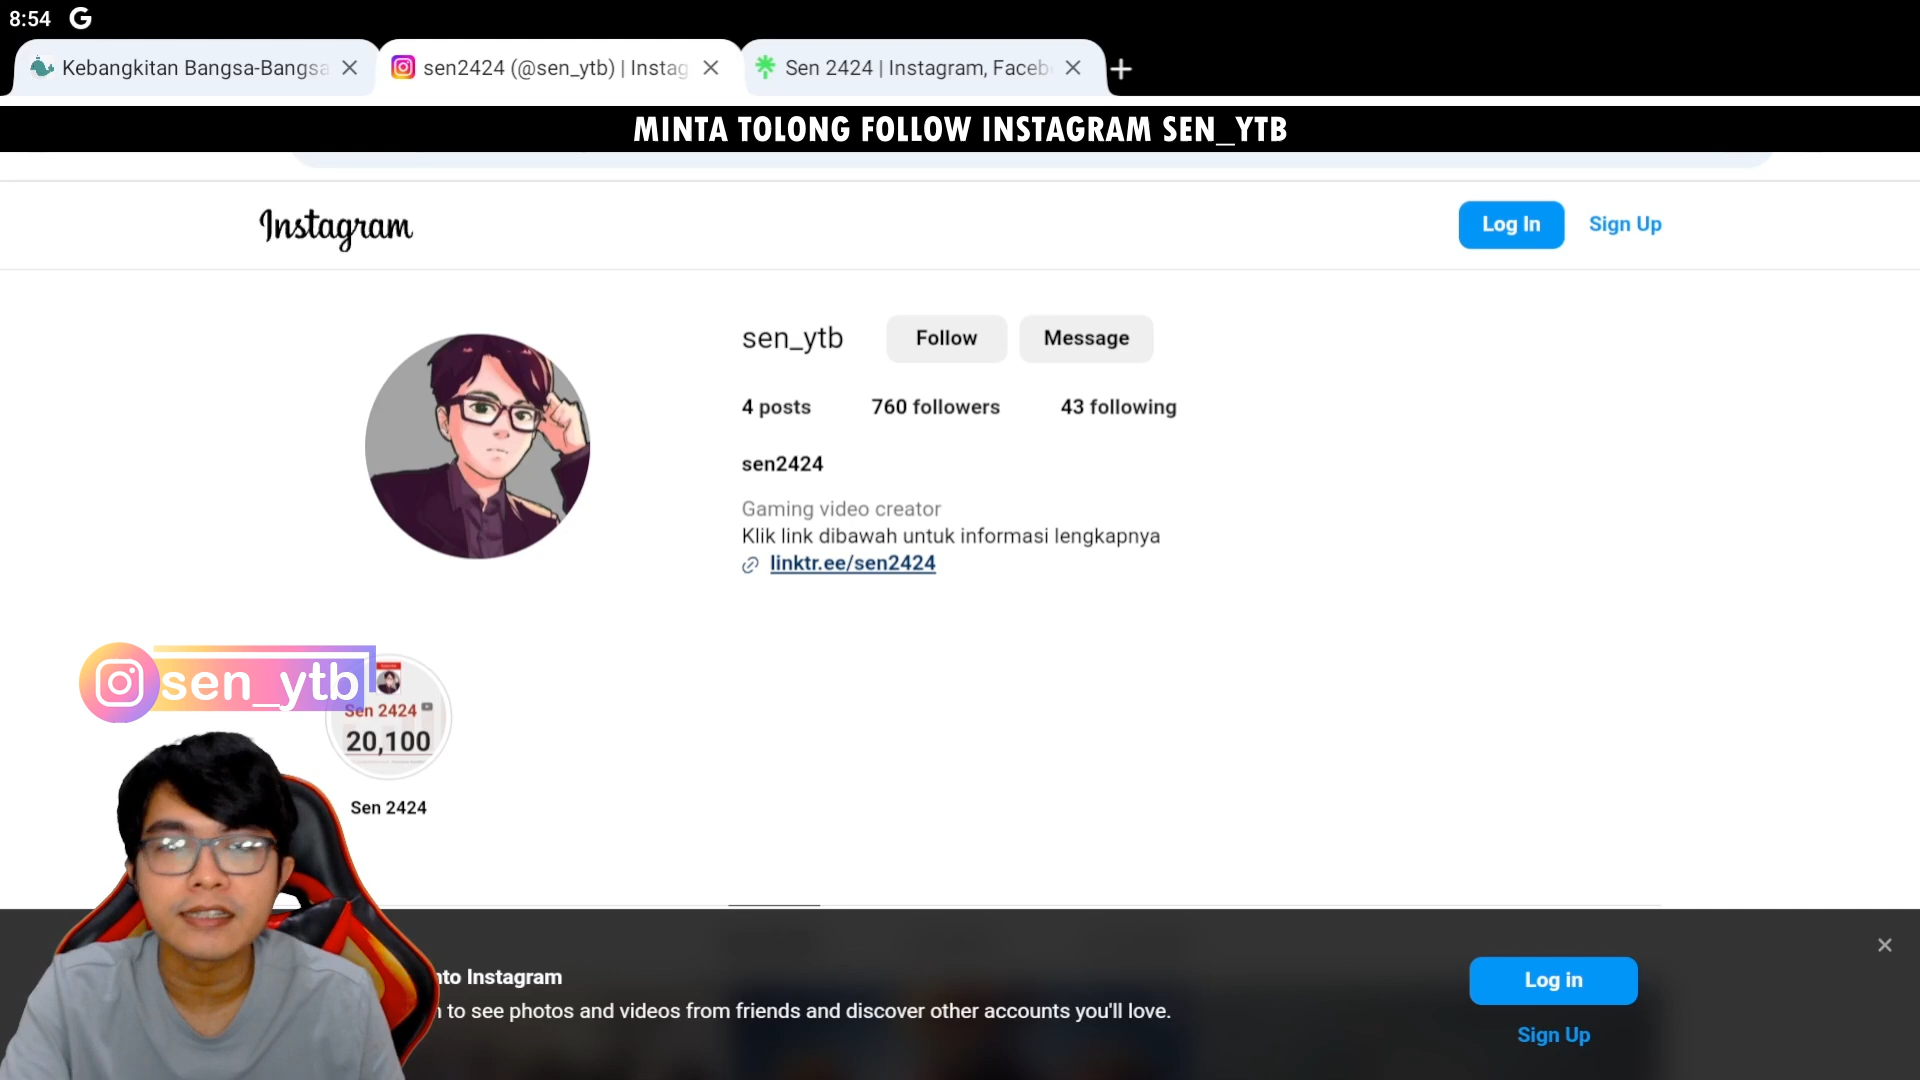 8:54
Kebangkitan Bangsa-Bangsa
sen2424 (@sen_ytb) | Instag
Sen 2424 | Instagram, Faceb
MINTA TOLONG FOLLOW INSTAGRAM SEN_YTB
Instagram
Log In
Sign Up
sen_ytb
Follow
Message
4 posts
760 followers
43 following
sen2424
Gaming video creator
Klik link dibawah untuk informasi lengkapnya
linktr.ee/sen2424
sen_ytb
Sen 2424
20,100
Sen 2424
nto Instagram
to see photos and videos from friends and discover other accounts you'll love.
Log in
Sign Up